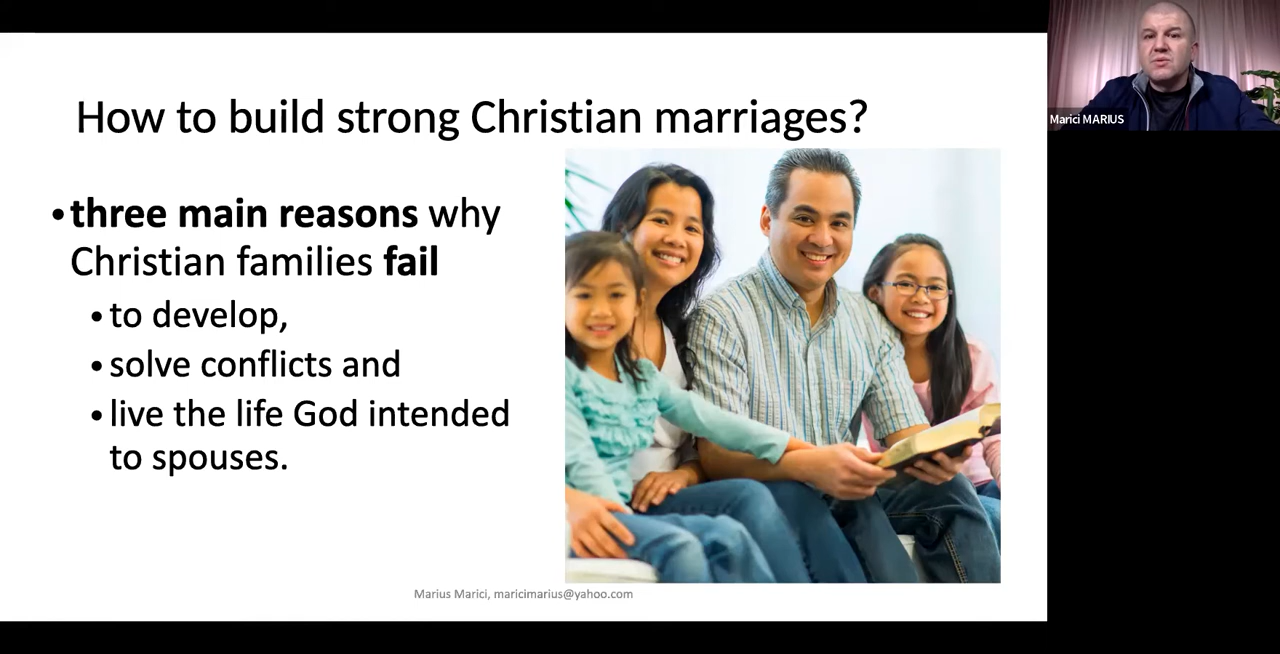 How to build strong Christian marriages?
• three main reasons why
Christian families fail
• to develop,
• solve conflicts and
• live the life God intended
to spouses.
Marius Marici, maricimarius@yahoo.com
Marici MARIUS